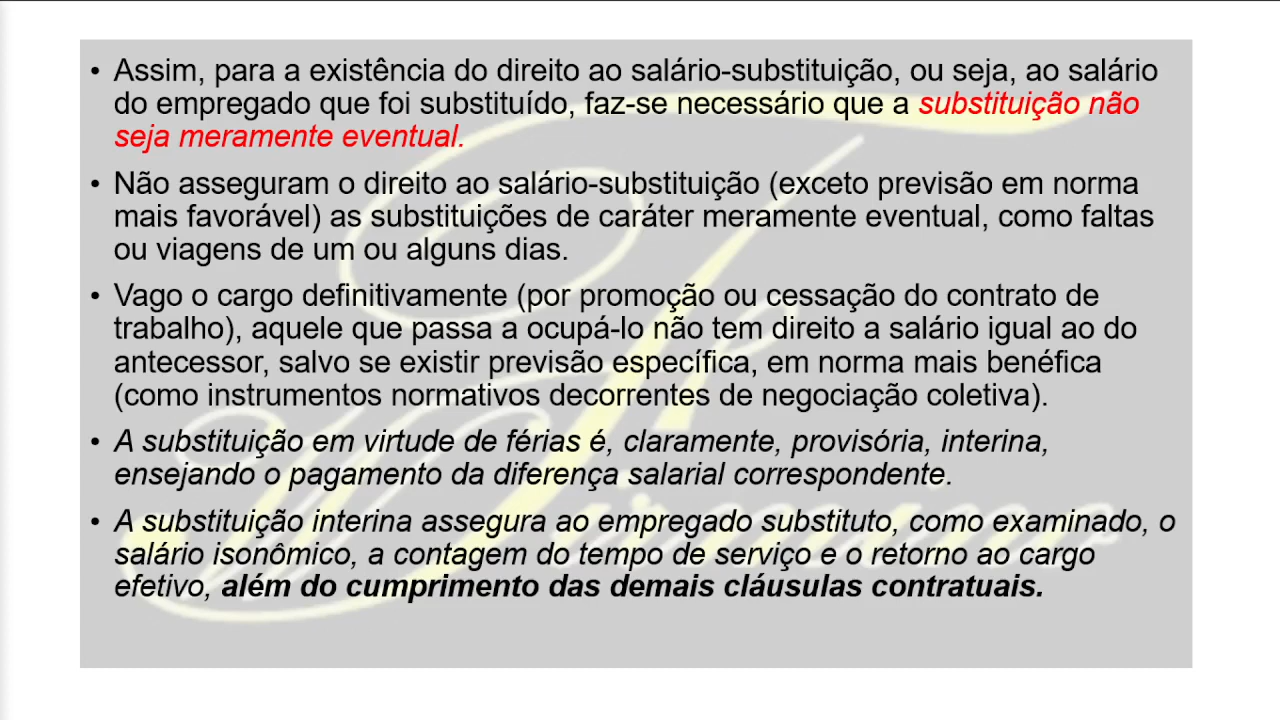 • Assim, para a existência do direito ao salário-substituição, ou seja, ao salário
do empregado que foi substituído, faz-se necessário que a substituição não
seja meramente eventual.
• Não asseguram o direito ao salário-substituição (exceto previsão em norma
mais favorável) as substituições de caráter meramente eventual, como faltas
ou viagens de um ou alguns dias.
• Vago o cargo definitivamente (por promoção ou cessação do contrato de
trabalho), aquele que passa a ocupá-lo não tem direito a salário igual ao do
antecessor, salvo se existir previsão específica, em norma mais benéfica
(como instrumentos normativos decorrentes de negociação coletiva).
• A substituição em virtude de férias é, claramente, provisória, interina,
ensejando o pagamento da diferença salarial correspondente.
• A substituição interina assegura ao empregado substituto, como examinado, o
salário isonômico, a contagem do tempo de serviço e o retorno ao cargo
efetivo, além do cumprimento das demais cláusulas contratuais.